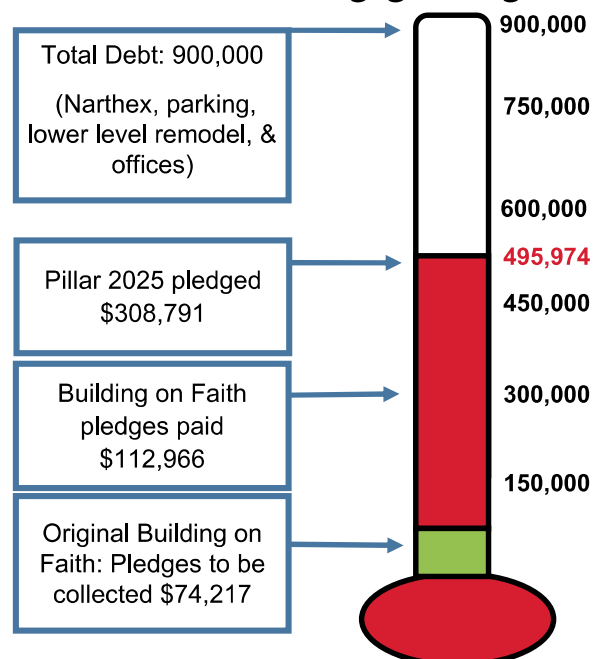 Total Debt: 900,000
(Narthex, parking,
lower level remodel, &
offices)
Pillar 2025 pledged
$308,791
Building on Faith
pledges paid
$112,966
Original Building on
Faith: Pledges to be
collected $74,217
900,000
750,000
600,000
495,974
450,000
300,000
150,000